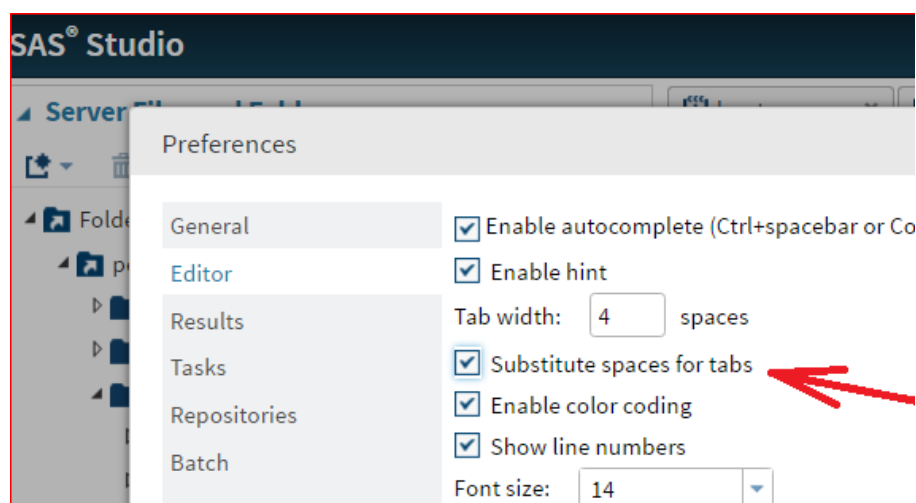 SAS® Studio
Server
Preferences
General
Editor
Results
Tasks
Repositories
Batch
Enable autocomplete (Ctrl+spacebar or Co
Enable hint
Tab width: 4 spaces
Substitute spaces for tabs
Enable color coding
Show line numbers
Font size: 14